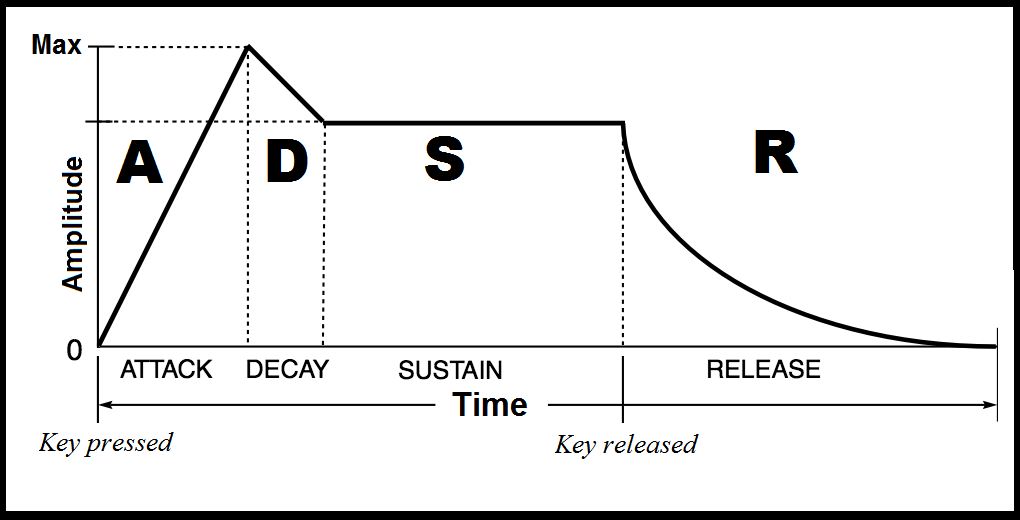 Max
A D S R
Amplitude
0
ATTACK DECAY SUSTAIN RELEASE
Time
Key pressed Key released